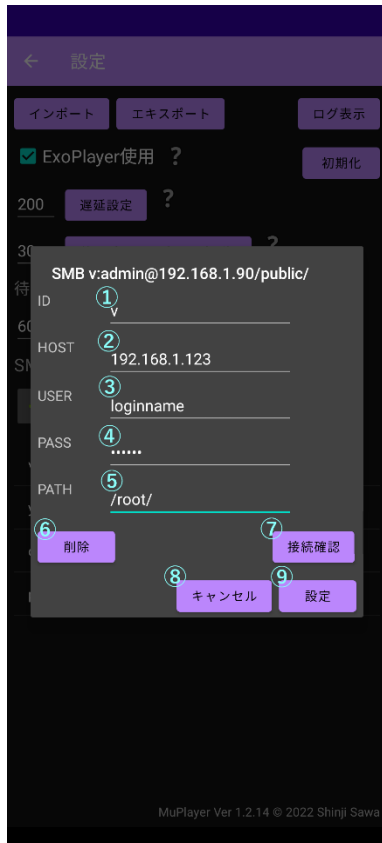 設定
インポート エキスポート ログ表示
ExoPlayer使用 ? 初期化
200 遅延設定 ?
30 ?
SMB v:admin@192.168.1.90/public/
待
ID ① v
60
HOST ② 192.168.1.123
SM
USER ③ loginname
PASS ④ ••••••
PATH ⑤ /root/
⑥ 削除 ⑦ 接続確認
⑧ キャンセル ⑨ 設定
MuPlayer Ver 1.2.14 © 2022 Shinji Sawa